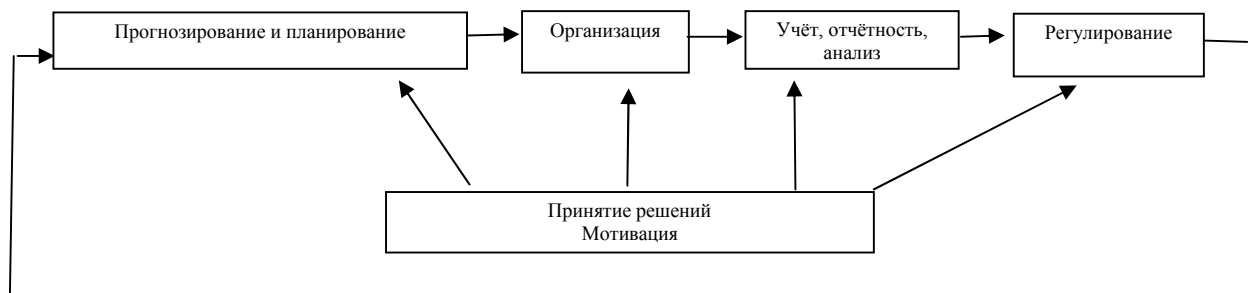 Прогнозирование и планирование
Организация
Учёт, отчётность,
анализ
Регулирование
Принятие решений
Мотивация